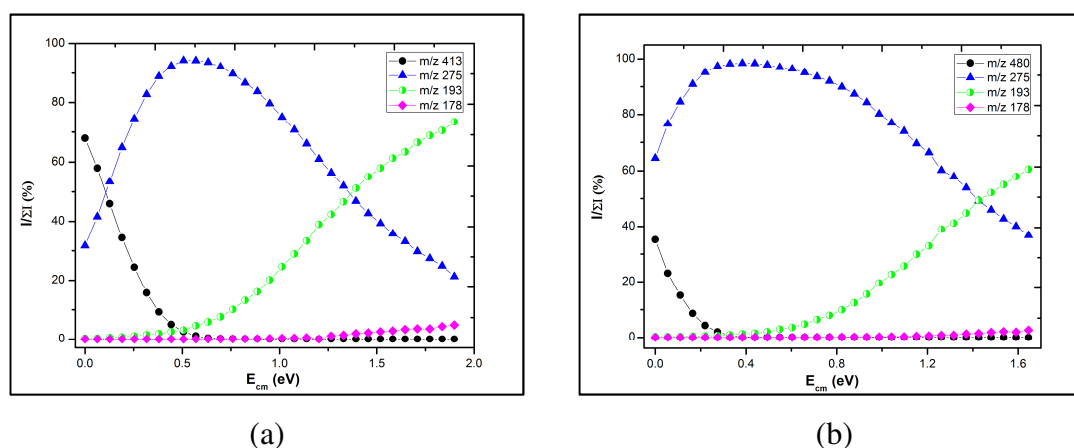 100
80
60
40
20
0
I/ΣI (%)
m/z 413
m/z 275
m/z 193
m/z 178
0.0 0.5 1.0 1.5 2.0
E_cm (eV)
(a)
100
80
60
40
20
0
I/ΣI (%)
m/z 480
m/z 275
m/z 193
m/z 178
0.0 0.4 0.8 1.2 1.6
E_cm (eV)
(b)